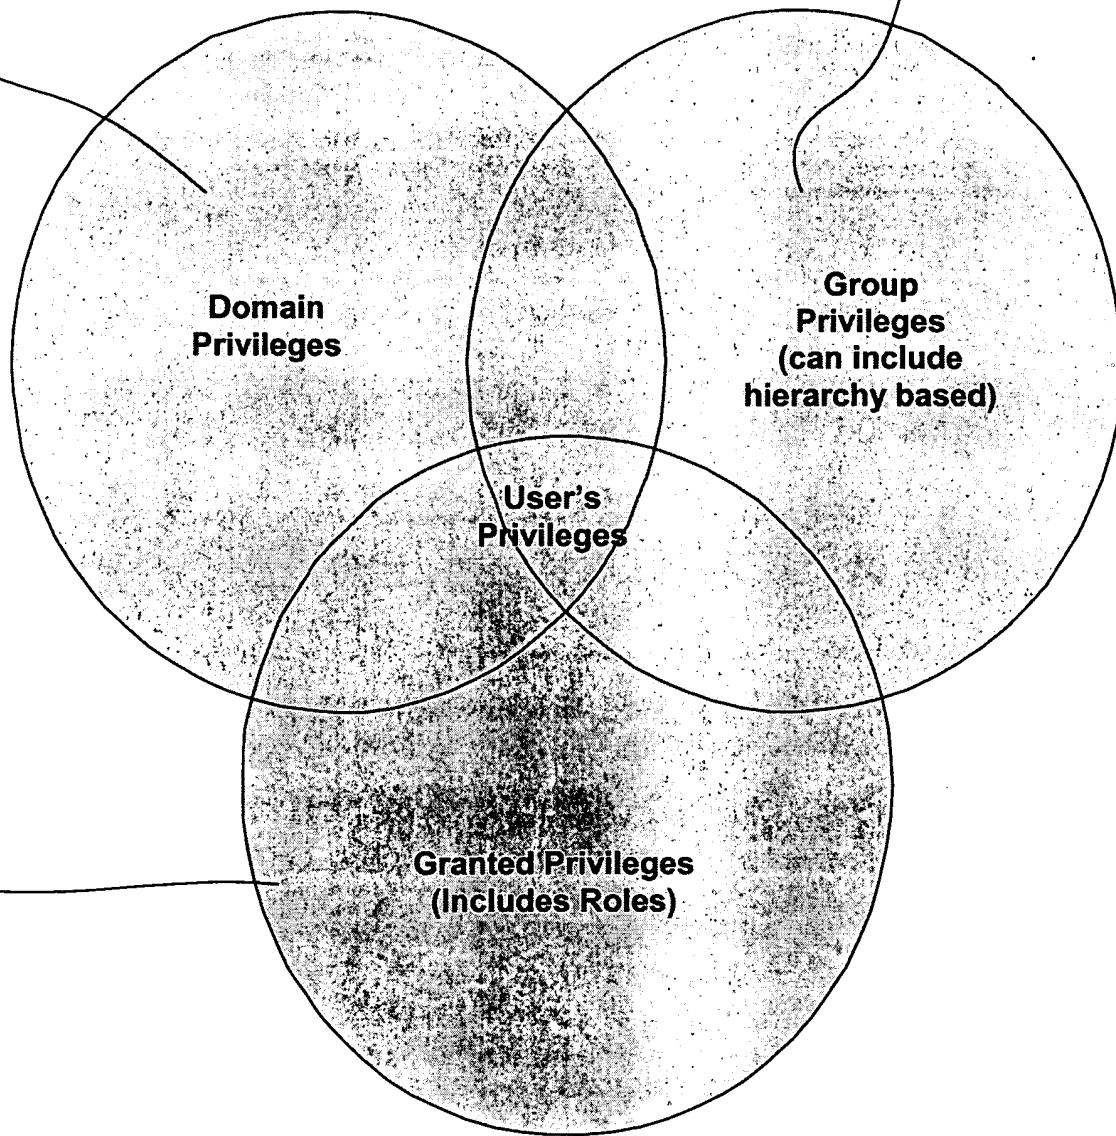 Domain
Privileges
Group
Privileges
(can include
hierarchy based)
User's
Privileges
Granted Privileges
(Includes Roles)